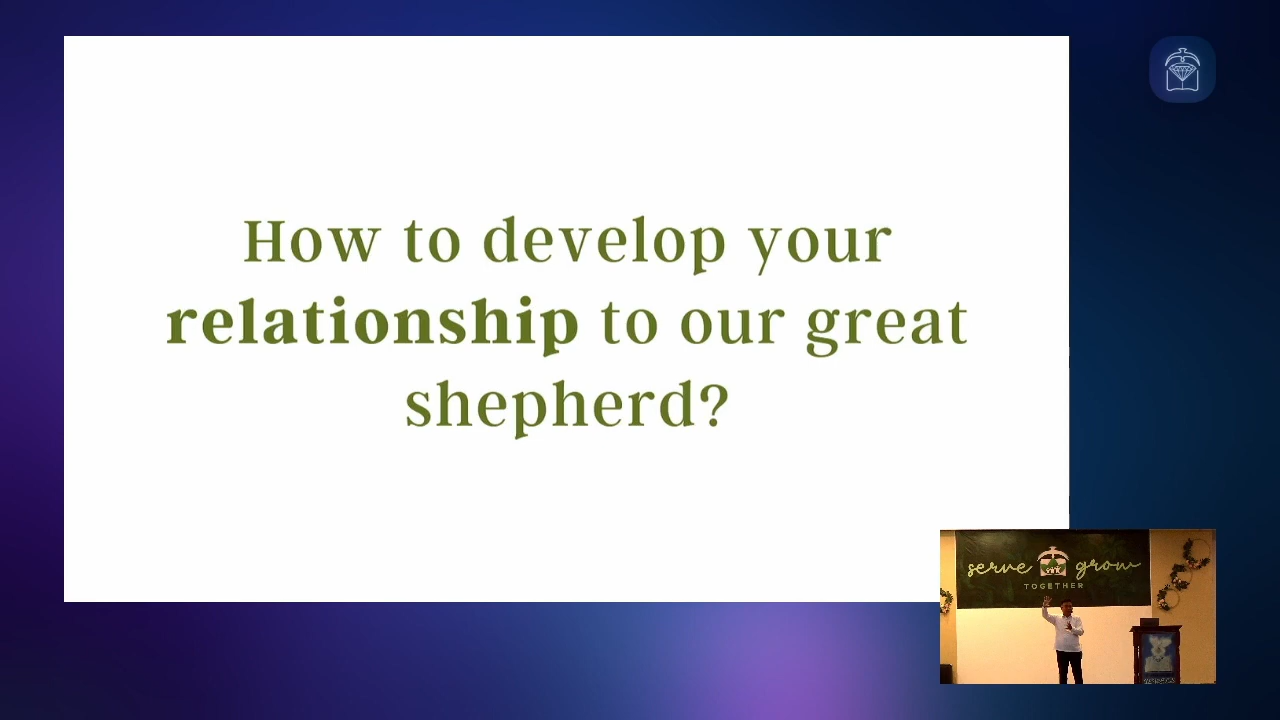 How to develop your
relationship to our great
shepherd?
serve grow
TOGETHER